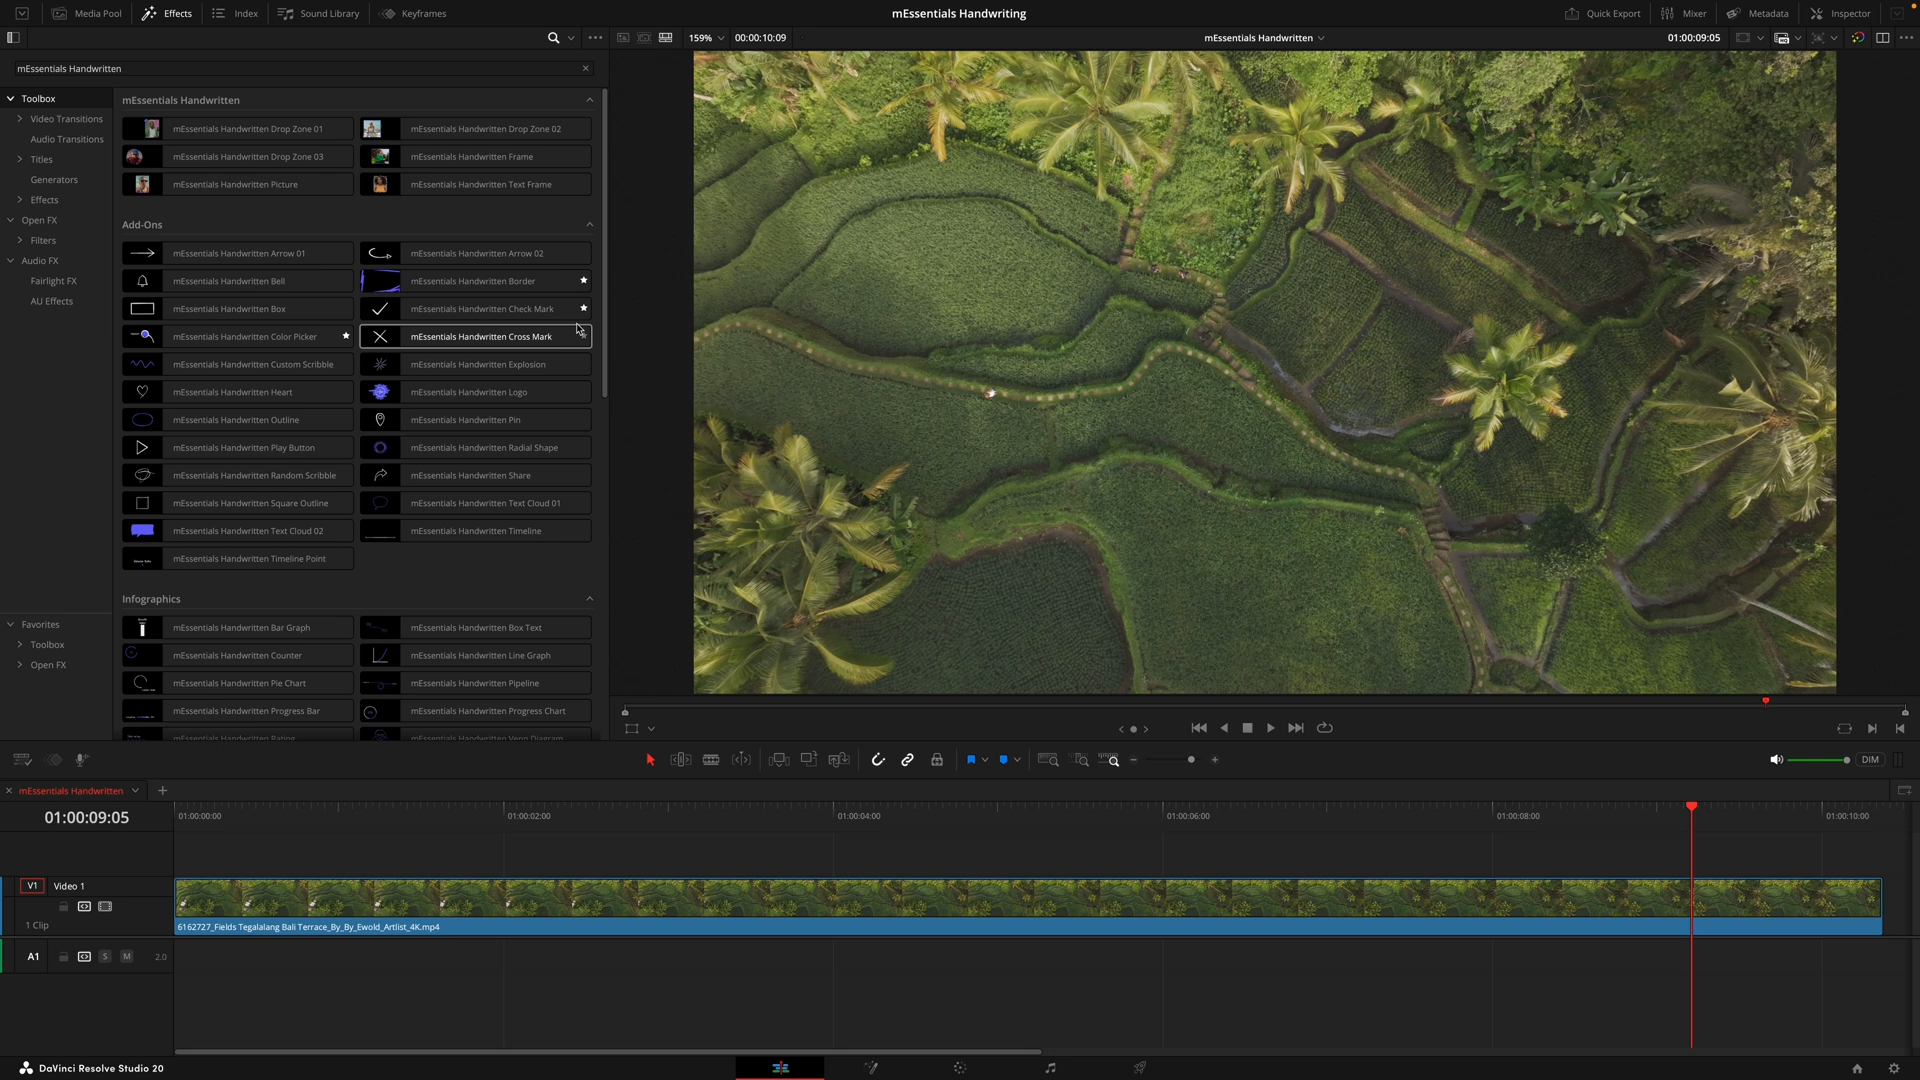 Media Pool Effects Index Sound Library Keyframes mEssentials Handwriting Quick Export Mixer Metadata Inspector
159% 00:00:10:09 mEssentials Handwritten 01:00:09:05
mEssentials Handwritten
Toolbox
Video Transitions
Audio Transitions
Titles
Generators
Effects
Open FX
Filters
Audio FX
Fairlight FX
AU Effects
Favorites
Toolbox
Open FX
mEssentials Handwritten
mEssentials Handwritten Drop Zone 01 mEssentials Handwritten Drop Zone 02
mEssentials Handwritten Drop Zone 03 mEssentials Handwritten Frame
mEssentials Handwritten Picture mEssentials Handwritten Text Frame
Add-Ons
mEssentials Handwritten Arrow 01 mEssentials Handwritten Arrow 02
mEssentials Handwritten Bell mEssentials Handwritten Border
mEssentials Handwritten Box mEssentials Handwritten Check Mark
mEssentials Handwritten Color Picker mEssentials Handwritten Cross Mark
mEssentials Handwritten Custom Scribble mEssentials Handwritten Explosion
mEssentials Handwritten Heart mEssentials Handwritten Logo
mEssentials Handwritten Outline mEssentials Handwritten Pin
mEssentials Handwritten Play Button mEssentials Handwritten Radial Shape
mEssentials Handwritten Random Scribble mEssentials Handwritten Share
mEssentials Handwritten Square Outline mEssentials Handwritten Text Cloud 01
mEssentials Handwritten Text Cloud 02 mEssentials Handwritten Timeline
mEssentials Handwritten Timeline Point
Infographics
mEssentials Handwritten Bar Graph mEssentials Handwritten Box Text
mEssentials Handwritten Counter mEssentials Handwritten Line Graph
mEssentials Handwritten Pie Chart mEssentials Handwritten Pipeline
mEssentials Handwritten Progress Bar mEssentials Handwritten Progress Chart
mEssentials Handwritten Rating mEssentials Handwritten Venn Diagram
DIM
mEssentials Handwritten
01:00:09:05 01:00:00:00 01:00:02:00 01:00:04:00 01:00:06:00 01:00:08:00 01:00:10:00
V1 Video 1
1 Clip 6162727_Fields Tegalalang Bali Terrace_By_By_Ewold_Artlist_4K.mp4
A1 S M 2.0
DaVinci Resolve Studio 20